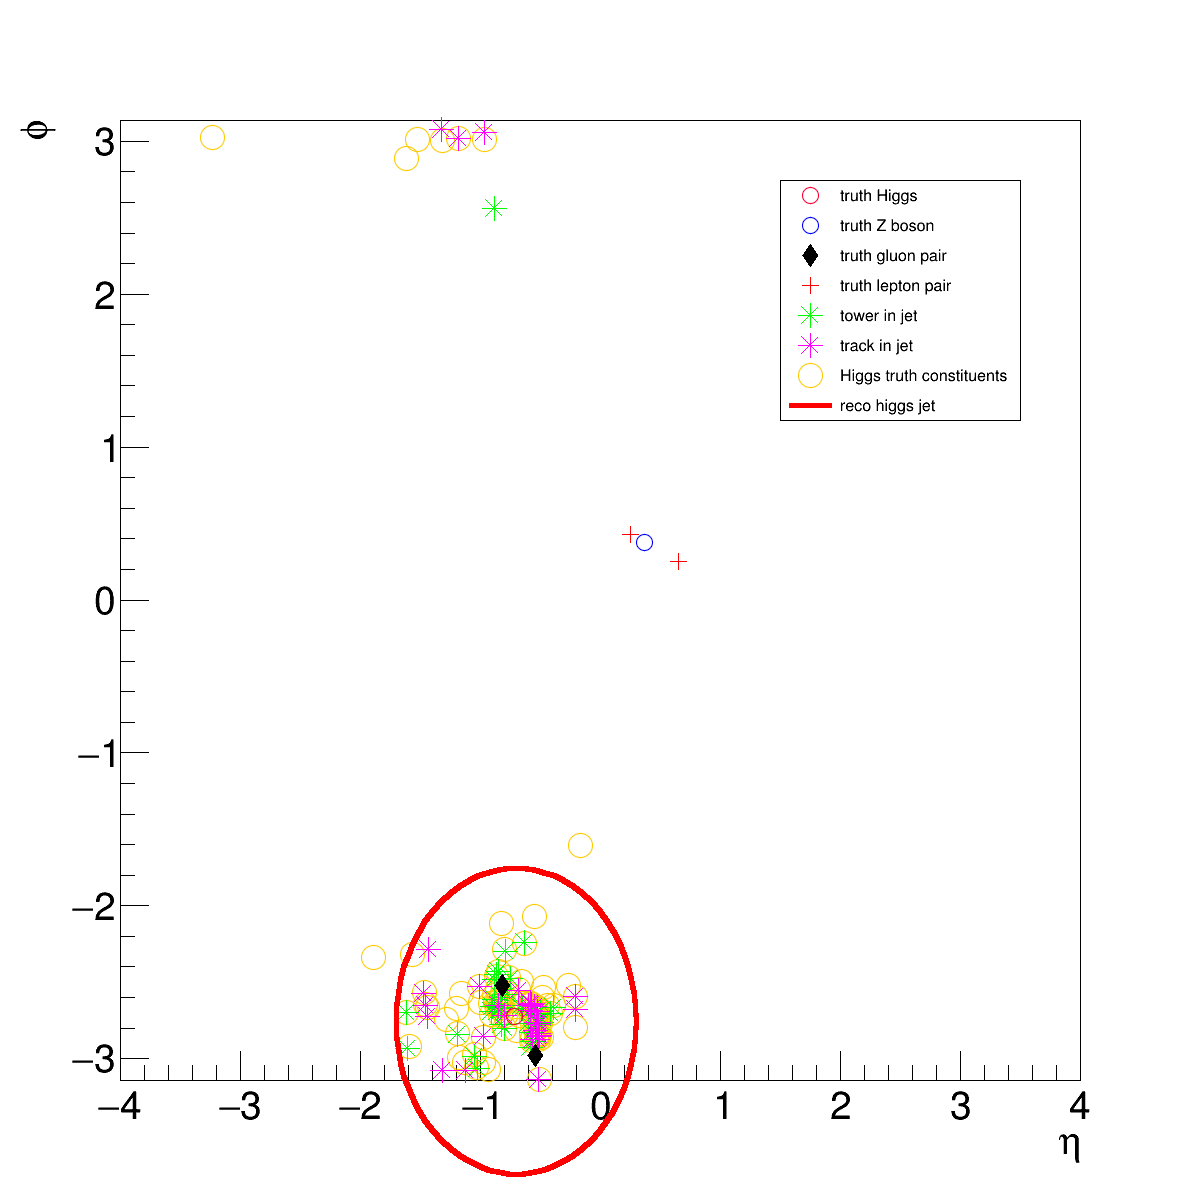 ϕ
3
2
1
0
−1
−2
−3
−4 −3 −2 −1 0 1 2 3 4
η
truth Higgs
truth Z boson
truth gluon pair
truth lepton pair
tower in jet
track in jet
Higgs truth constituents
reco higgs jet